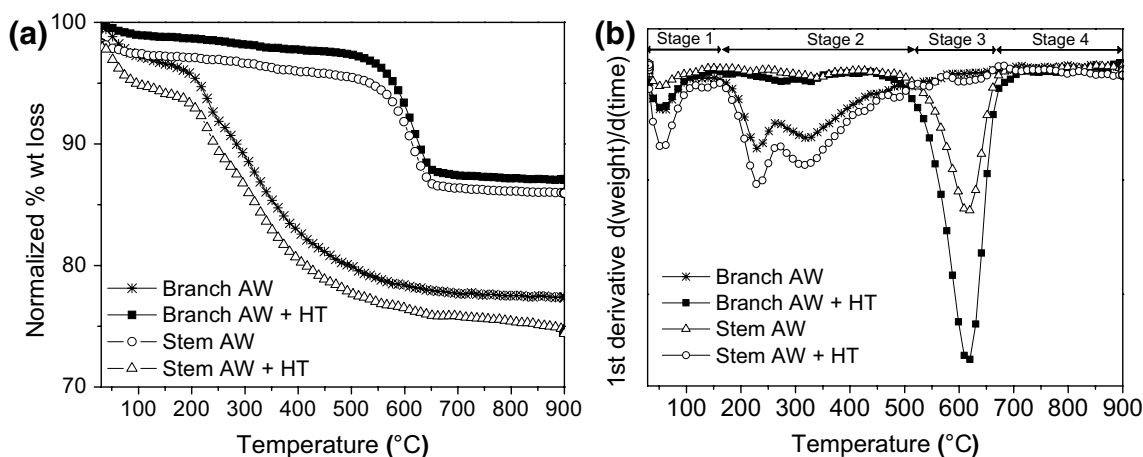 (a)
Normalized % wt loss
100
90
80
70
Branch AW
Branch AW + HT
Stem AW
Stem AW + HT
100 200 300 400 500 600 700 800 900
Temperature (°C)
(b)
1st derivative d(weight)/d(time)
Stage 1 Stage 2 Stage 3 Stage 4
Branch AW
Branch AW + HT
Stem AW
Stem AW + HT
100 200 300 400 500 600 700 800 900
Temperature (°C)